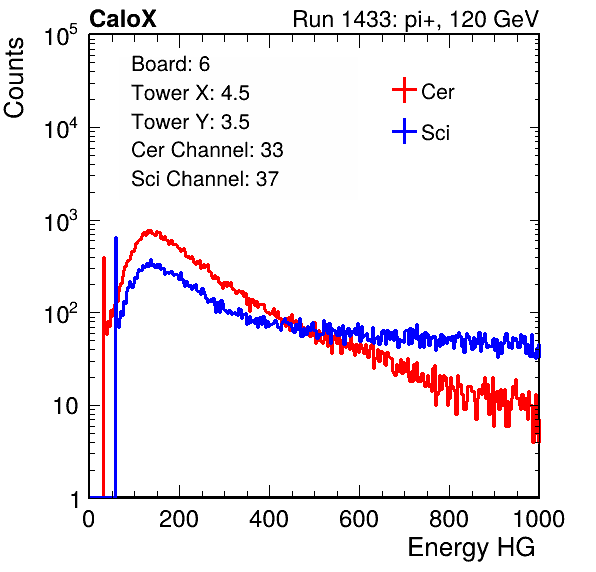 CaloX Run 1433: pi+, 120 GeV
Board: 6
Tower X: 4.5
Tower Y: 3.5
Cer Channel: 33
Sci Channel: 37
Cer
Sci
Counts
10^5
10^4
10^3
10^2
10
1
0 200 400 600 800 1000
Energy HG